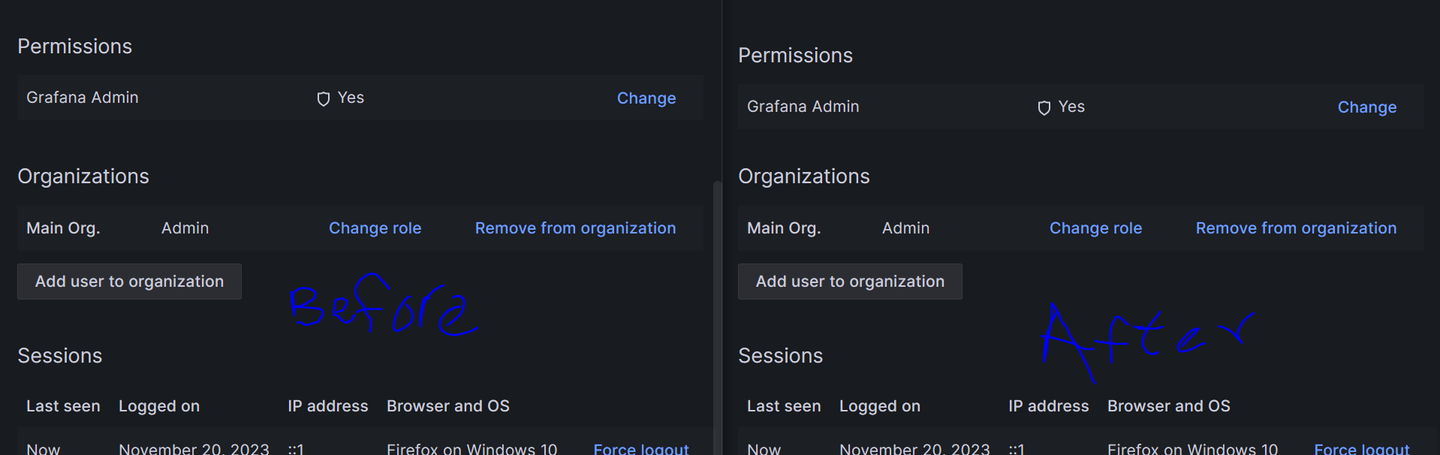 Permissions
Grafana Admin Yes Change
Organizations
Main Org. Admin Change role Remove from organization
Add user to organization
Before
Sessions
Last seen Logged on IP address Browser and OS
Now November 20, 2023 ::1 Firefox on Windows 10 Force logout
Permissions
Grafana Admin Yes Change
Organizations
Main Org. Admin Change role Remove from organization
Add user to organization
After
Sessions
Last seen Logged on IP address Browser and OS
Now November 20, 2023 ::1 Firefox on Windows 10 Force logout